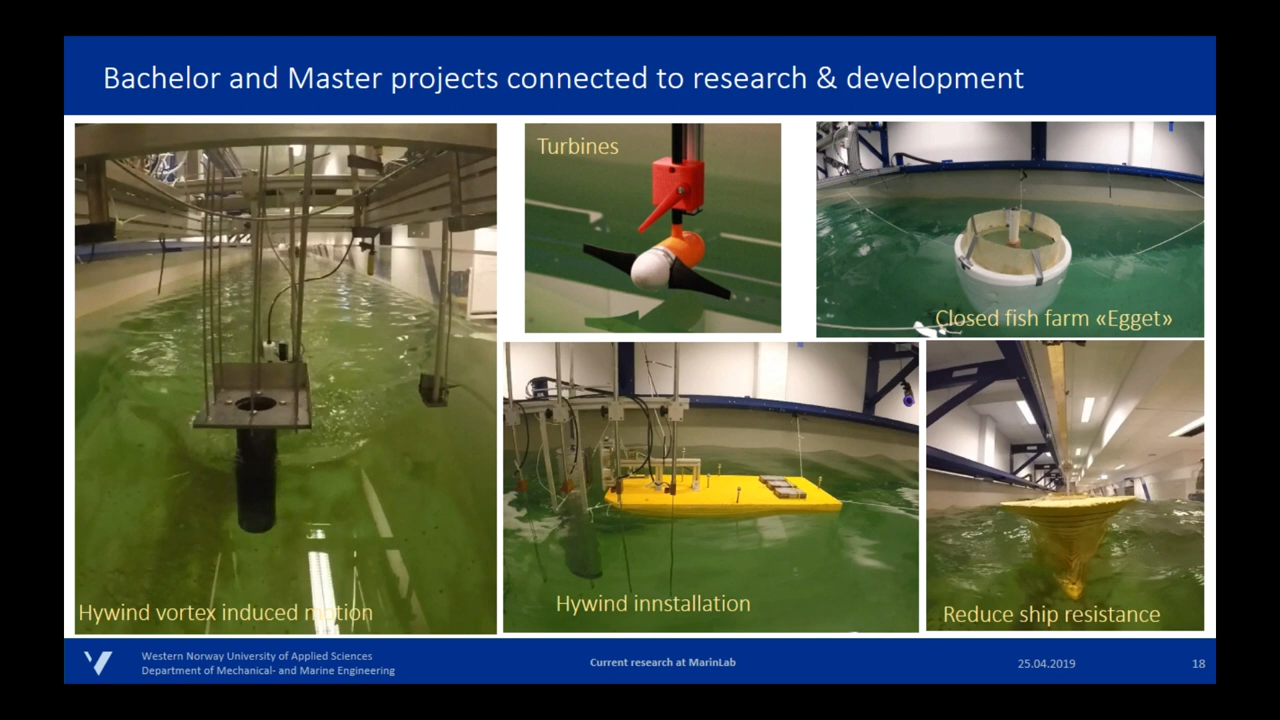 Bachelor and Master projects connected to research & development
Turbines
Closed fish farm «Egget»
Hywind vortex induced motion
Hywind innstallation
Reduce ship resistance
Western Norway University of Applied Sciences
Department of Mechanical- and Marine Engineering
Current research at MarinLab
25.04.2019
18